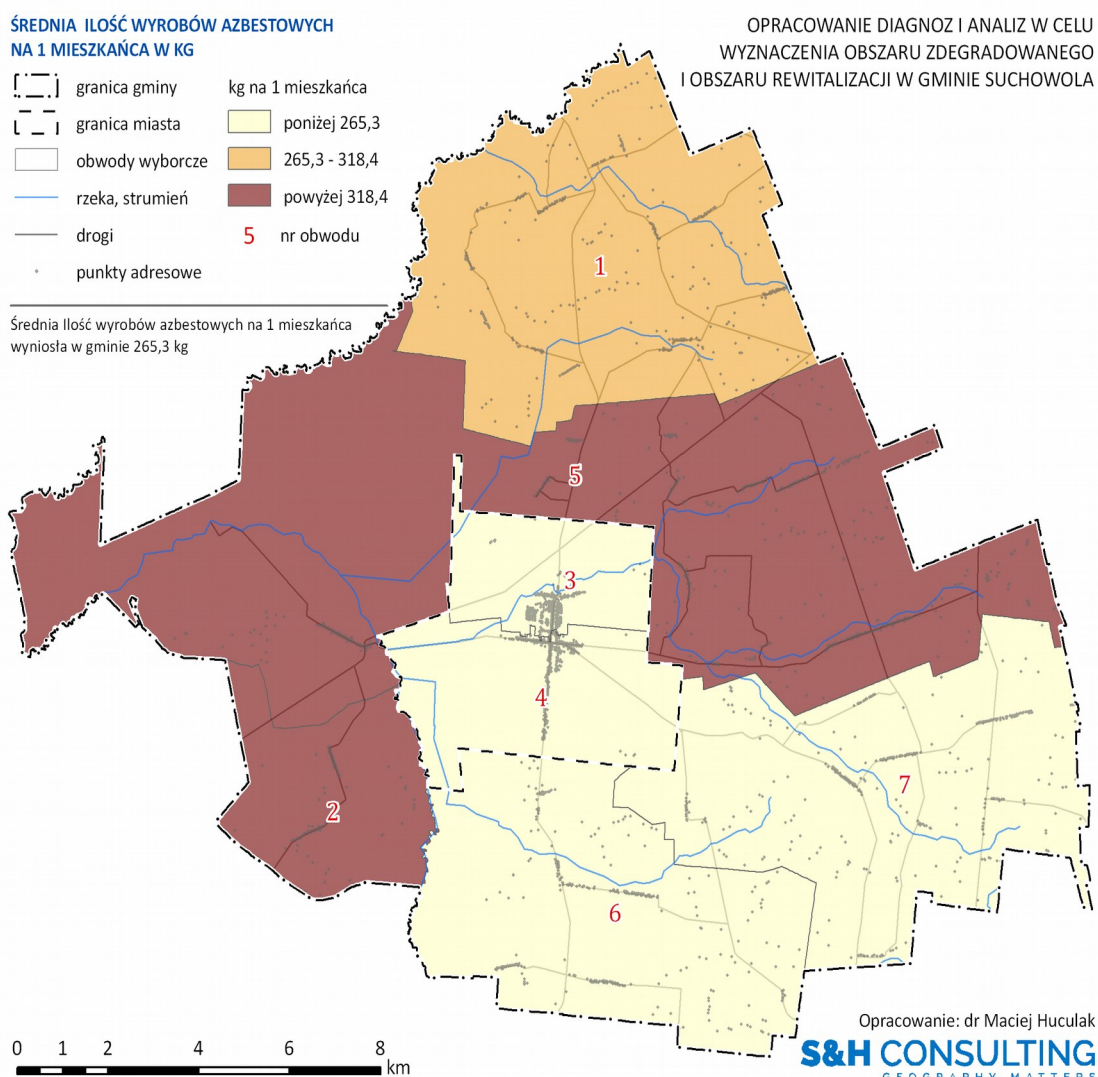 ŚREDNIA ILOŚĆ WYROBÓW AZBESTOWYCH
NA 1 MIESZKAŃCA W KG
granica gminy
granica miasta
obwody wyborcze
rzeka, strumień
drogi
punkty adresowe
kg na 1 mieszkańca
poniżej 265,3
265,3 - 318,4
powyżej 318,4
5 nr obwodu
Średnia Ilość wyrobów azbestowych na 1 mieszkańca
wyniosła w gminie 265,3 kg
OPRACOWANIE DIAGNOZ I ANALIZ W CELU
WYZNACZENIA OBSZARU ZDEGRADOWANEGO
I OBSZARU REWITALIZACJI W GMINIE SUCHOWOLA
1
5
3
4
7
2
6
0 1 2 4 6 8 km
Opracowanie: dr Maciej Huculak
S&H CONSULTING
GEOGRAPHY MATTERS